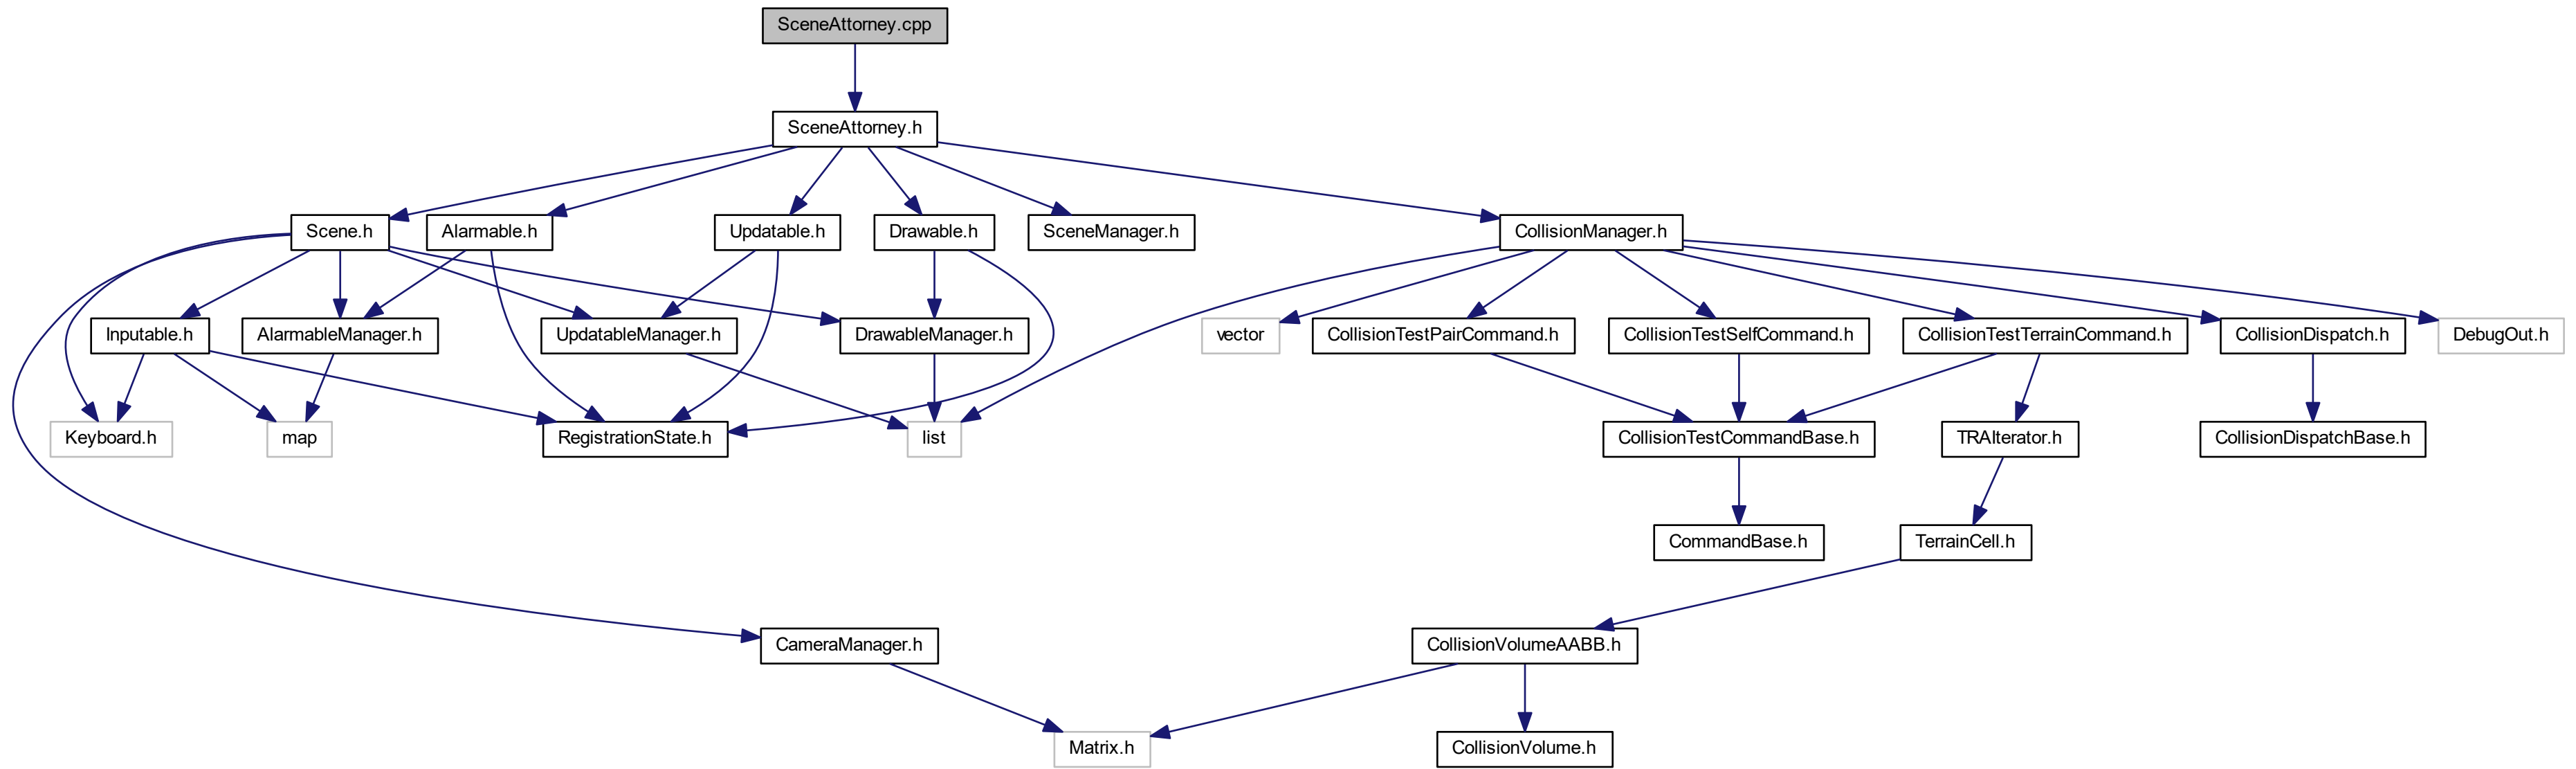 SceneAttorney.cpp
SceneAttorney.h
Scene.h
Alarmable.h
Updatable.h
Drawable.h
SceneManager.h
CollisionManager.h
Inputable.h
AlarmableManager.h
UpdatableManager.h
DrawableManager.h
vector
CollisionTestPairCommand.h
CollisionTestSelfCommand.h
CollisionTestTerrainCommand.h
CollisionDispatch.h
DebugOut.h
Keyboard.h
map
RegistrationState.h
list
CollisionTestCommandBase.h
TRAIterator.h
CollisionDispatchBase.h
CommandBase.h
TerrainCell.h
CameraManager.h
CollisionVolumeAABB.h
Matrix.h
CollisionVolume.h